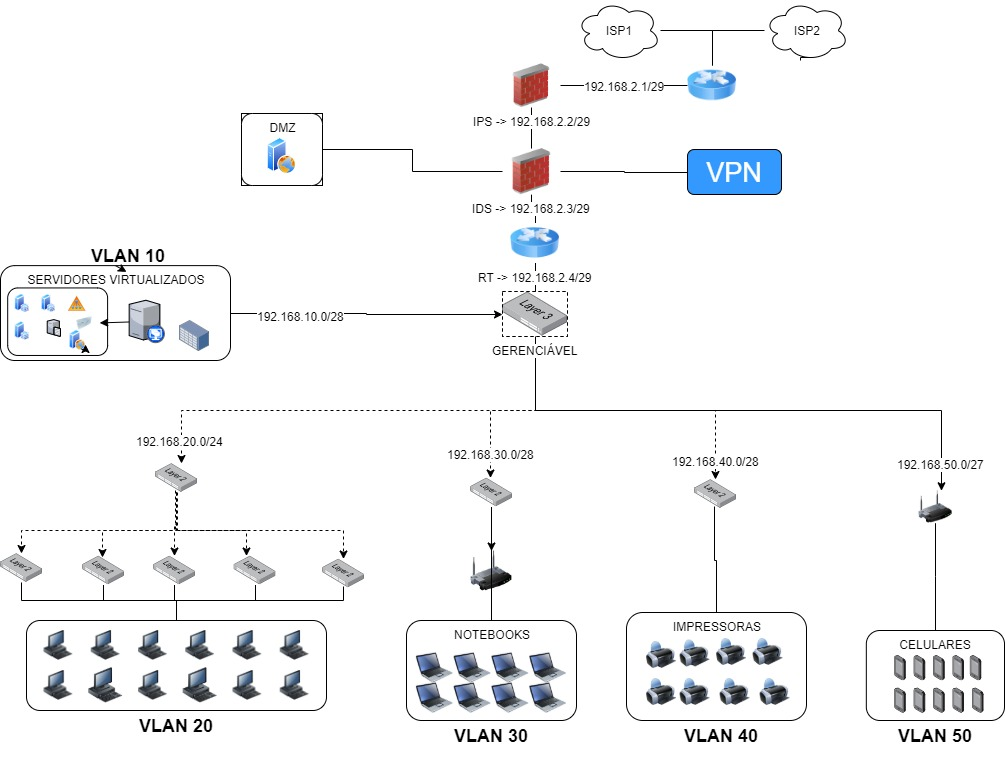 ISP1
ISP2
192.168.2.1/29
IPS -> 192.168.2.2/29
DMZ
VPN
IDS -> 192.168.2.3/29
VLAN 10
SERVIDORES VIRTUALIZADOS
RT -> 192.168.2.4/29
192.168.10.0/28
Layer 3
GERENCIÁVEL
192.168.20.0/24
192.168.30.0/28
192.168.40.0/28
192.168.50.0/27
Layer 2
Layer 2
Layer 2
Layer 2
Layer 2
Layer 2
Layer 2
Layer 2
NOTEBOOKS
IMPRESSORAS
CELULARES
VLAN 20
VLAN 30
VLAN 40
VLAN 50